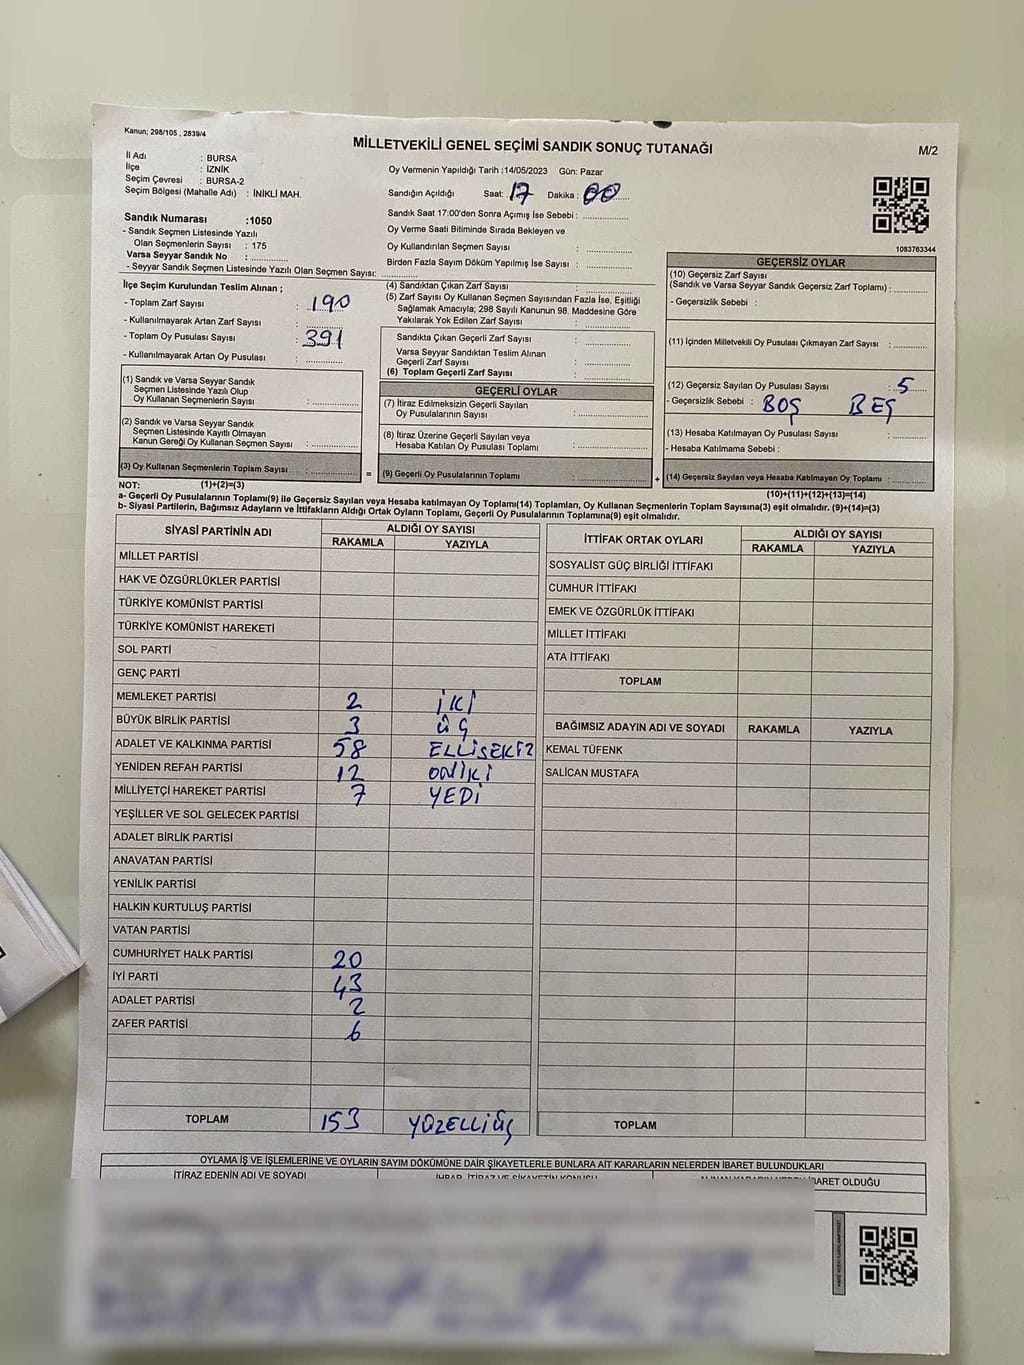 Kanun; 298/105 , 2839/4
MİLLETVEKİLİ GENEL SEÇİMİ SANDIK SONUÇ TUTANAĞI
M/2
İl Adı : BURSA
İlçe : İZNİK
Seçim Çevresi : BURSA-2
Seçim Bölgesi (Mahalle Adı) : İNİKLİ MAH.
Sandık Numarası :1050
- Sandık Seçmen Listesinde Yazılı
Olan Seçmenlerin Sayısı : 175
Varsa Seyyar Sandık No : ..............
- Seyyar Sandık Seçmen Listesinde Yazılı Olan Seçmen Sayısı: ..............
Oy Vermenin Yapıldığı Tarih :14/05/2023 Gün: Pazar
Sandığın Açıldığı Saat: 17 Dakika : 00
Sandık Saat 17:00'den Sonra Açımış İse Sebebi : ..............
Oy Verme Saati Bitiminde Sırada Bekleyen ve
Oy Kullandırılan Seçmen Sayısı : ..............
Birden Fazla Sayım Döküm Yapılmış İse Sayısı : ..............
1083763344
İlçe Seçim Kurulundan Teslim Alınan ;
- Toplam Zarf Sayısı : 190
- Kullanılmayarak Artan Zarf Sayısı : ..............
- Toplam Oy Pusulası Sayısı : 391
- Kullanılmayarak Artan Oy Pusulası : ..............
(1) Sandık ve Varsa Seyyar Sandık
Seçmen Listesinde Yazılı Olup
Oy Kullanan Seçmenlerin Sayısı : ..............
(2) Sandık ve Varsa Seyyar Sandık
Seçmen Listesinde Kayıtlı Olmayan
Kanun Gereği Oy Kullanan Seçmen Sayısı : ..............
(3) Oy Kullanan Seçmenlerin Toplam Sayısı : ..............
(4) Sandıktan Çıkan Zarf Sayısı : ..............
(5) Zarf Sayısı Oy Kullanan Seçmen Sayısından Fazla İse, Eşitliği
Sağlamak Amacıyla; 298 Sayılı Kanunun 98. Maddesine Göre
Yakılarak Yok Edilen Zarf Sayısı : ..............
Sandıkta Çıkan Geçerli Zarf Sayısı : ..............
Varsa Seyyar Sandıktan Teslim Alınan
Geçerli Zarf Sayısı : ..............
(6) Toplam Geçerli Zarf Sayısı : ..............
GEÇERLİ OYLAR
(7) İtiraz Edilmeksizin Geçerli Sayılan
Oy Pusulalarının Sayısı : ..............
(8) İtiraz Üzerine Geçerli Sayılan veya
Hesaba Katılan Oy Pusulası Toplamı : ..............
= (9) Geçerli Oy Pusulalarının Toplamı : ..............
GEÇERSİZ OYLAR
(10) Geçersiz Zarf Sayısı
(Sandık ve Varsa Seyyar Sandık Geçersiz Zarf Toplamı) : ..............
- Geçersizlik Sebebi :
(11) İçinden Milletvekili Oy Pusulası Çıkmayan Zarf Sayısı : ..............
(12) Geçersiz Sayılan Oy Pusulası Sayısı : 5
- Geçersizlik Sebebi : BOŞ BEŞ
(13) Hesaba Katılmayan Oy Pusulası Sayısı : ..............
- Hesaba Katılmama Sebebi :
+ (14) Geçersiz Sayılan veya Hesaba Katılmayan Oy Toplamı : ..............
NOT: (1)+(2)=(3) (10)+(11)+(12)+(13)=(14)
a- Geçerli Oy Pusulalarının Toplamı(9) ile Geçersiz Sayılan veya Hesaba katılmayan Oy Toplamı(14) Toplamları, Oy Kullanan Seçmenlerin Toplam Sayısına(3) eşit olmalıdır. (9)+(14)=(3)
b- Siyasi Partilerin, Bağımsız Adayların ve İttifakların Aldığı Ortak Oyların Toplamı, Geçerli Oy Pusulalarının Toplamına(9) eşit olmalıdır.
SİYASİ PARTİNİN ADI ALDIĞI OY SAYISI
RAKAMLA YAZIYLA
MİLLET PARTİSİ
HAK VE ÖZGÜRLÜKLER PARTİSİ
TÜRKİYE KOMÜNİST PARTİSİ
TÜRKİYE KOMÜNİST HAREKETİ
SOL PARTİ
GENÇ PARTİ
MEMLEKET PARTİSİ 2 İKİ
BÜYÜK BİRLİK PARTİSİ 3 ÜÇ
ADALET VE KALKINMA PARTİSİ 58 ELLİSEKİZ
YENİDEN REFAH PARTİSİ 12 ONİKİ
MİLLİYETÇİ HAREKET PARTİSİ 7 YEDİ
YEŞİLLER VE SOL GELECEK PARTİSİ
ADALET BİRLİK PARTİSİ
ANAVATAN PARTİSİ
YENİLİK PARTİSİ
HALKIN KURTULUŞ PARTİSİ
VATAN PARTİSİ
CUMHURİYET HALK PARTİSİ 20
İYİ PARTİ 43
ADALET PARTİSİ 2
ZAFER PARTİSİ 6
TOPLAM 153 YÜZELLİÜÇ
İTTİFAK ORTAK OYLARI ALDIĞI OY SAYISI
RAKAMLA YAZIYLA
SOSYALİST GÜÇ BİRLİĞİ İTTİFAKI
CUMHUR İTTİFAKI
EMEK VE ÖZGÜRLÜK İTTİFAKI
MİLLET İTTİFAKI
ATA İTTİFAKI
TOPLAM
BAĞIMSIZ ADAYIN ADI VE SOYADI RAKAMLA YAZIYLA
KEMAL TÜFENK
SALİCAN MUSTAFA
TOPLAM
OYLAMA İŞ VE İŞLEMLERİNE VE OYLARIN SAYIM DÖKÜMÜNE DAİR ŞİKAYETLERLE BUNLARA AİT KARARLARIN NELERDEN İBARET BULUNDUKLARI
İTİRAZ EDENİN ADI VE SOYADI İHBAR, İTİRAZ VE ŞİKAYETİN KONUSU ALINAN KARARIN NEDEN İBARET OLDUĞU